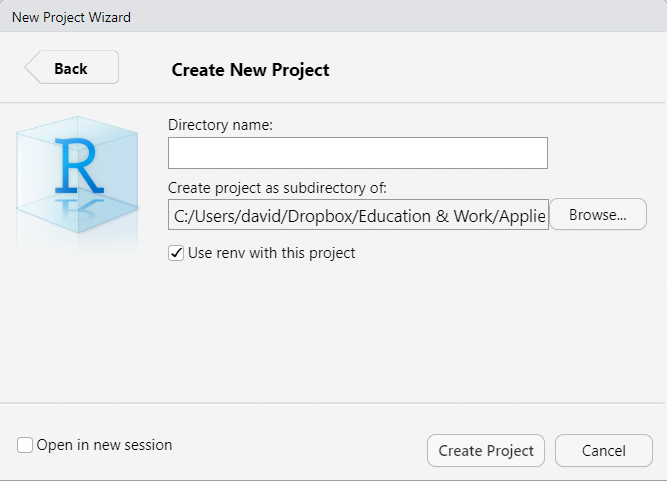 New Project Wizard
Back
Create New Project
R
Directory name:
Create project as subdirectory of:
C:/Users/david/Dropbox/Education & Work/Applie
Browse...
Use renv with this project
Open in new session
Create Project
Cancel